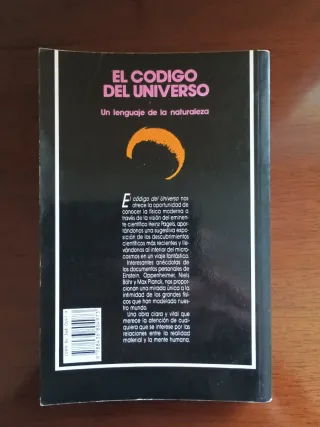 EL CODIGO
DEL UNIVERSO
Un lenguaje de la naturaleza
El código del Universo nos
ofrece la oportunidad de
conocer la física moderna a
través de la visión del eminen-
te científico Heinz Pagels, apor-
tándonos una sugestiva expo-
sición de los descubrimientos
científicos más recientes y lle-
vándonos al interior del micro-
cosmos en un viaje fantástico.
Interesantes anécdotas de
los documentos personales de
Einstein, Oppenheimer, Niels
Bohr y Max Planck, nos propor-
cionan una mirada única a la
intimidad de los grandes físi-
cos que han moderado nues-
tro mundo.
Una obra clara y vital que
merece la atención de cual-
quiera que se interese por las
relaciones entre la realidad
material y la mente humana.